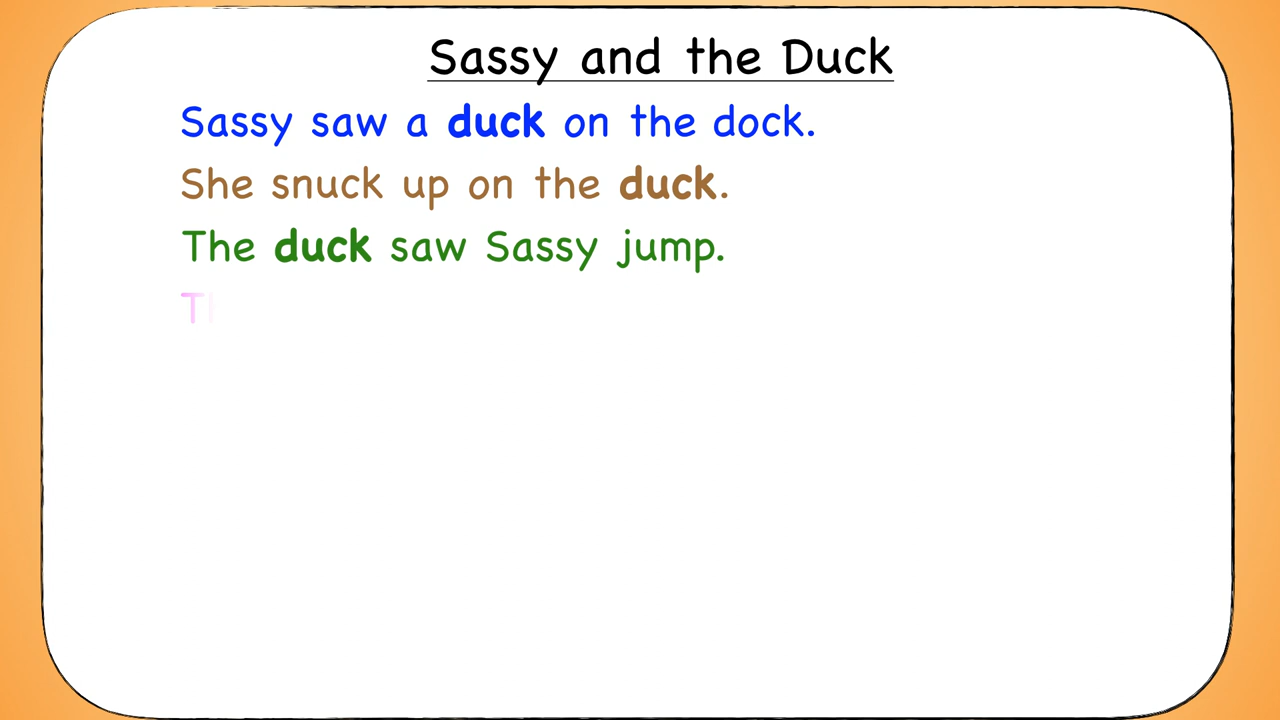 Sassy and the Duck
Sassy saw a duck on the dock.
She snuck up on the duck.
The duck saw Sassy jump.